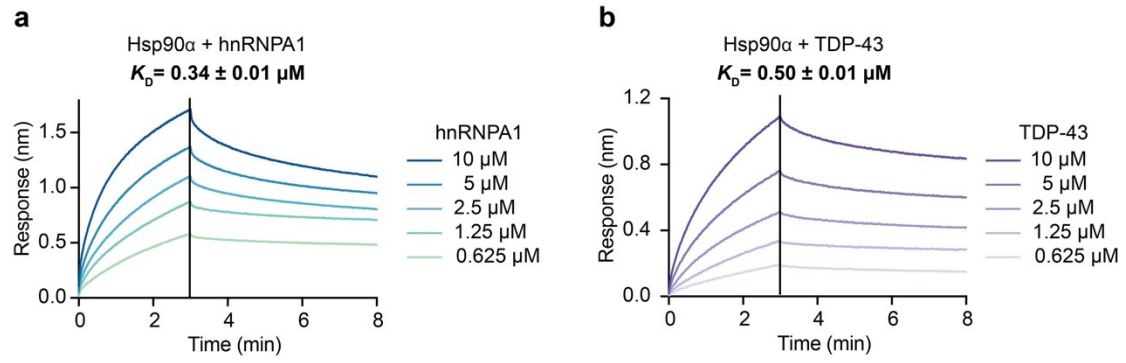 a
Hsp90α + hnRNPA1
K_D= 0.34 ± 0.01 µM
Response (nm)
1.5
1.0
0.5
0.0
0 2 4 6 8
Time (min)
hnRNPA1
10 µM
5 µM
2.5 µM
1.25 µM
0.625 µM
b
Hsp90α + TDP-43
K_D= 0.50 ± 0.01 µM
Response (nm)
1.2
0.8
0.4
0.0
0 2 4 6 8
Time (min)
TDP-43
10 µM
5 µM
2.5 µM
1.25 µM
0.625 µM